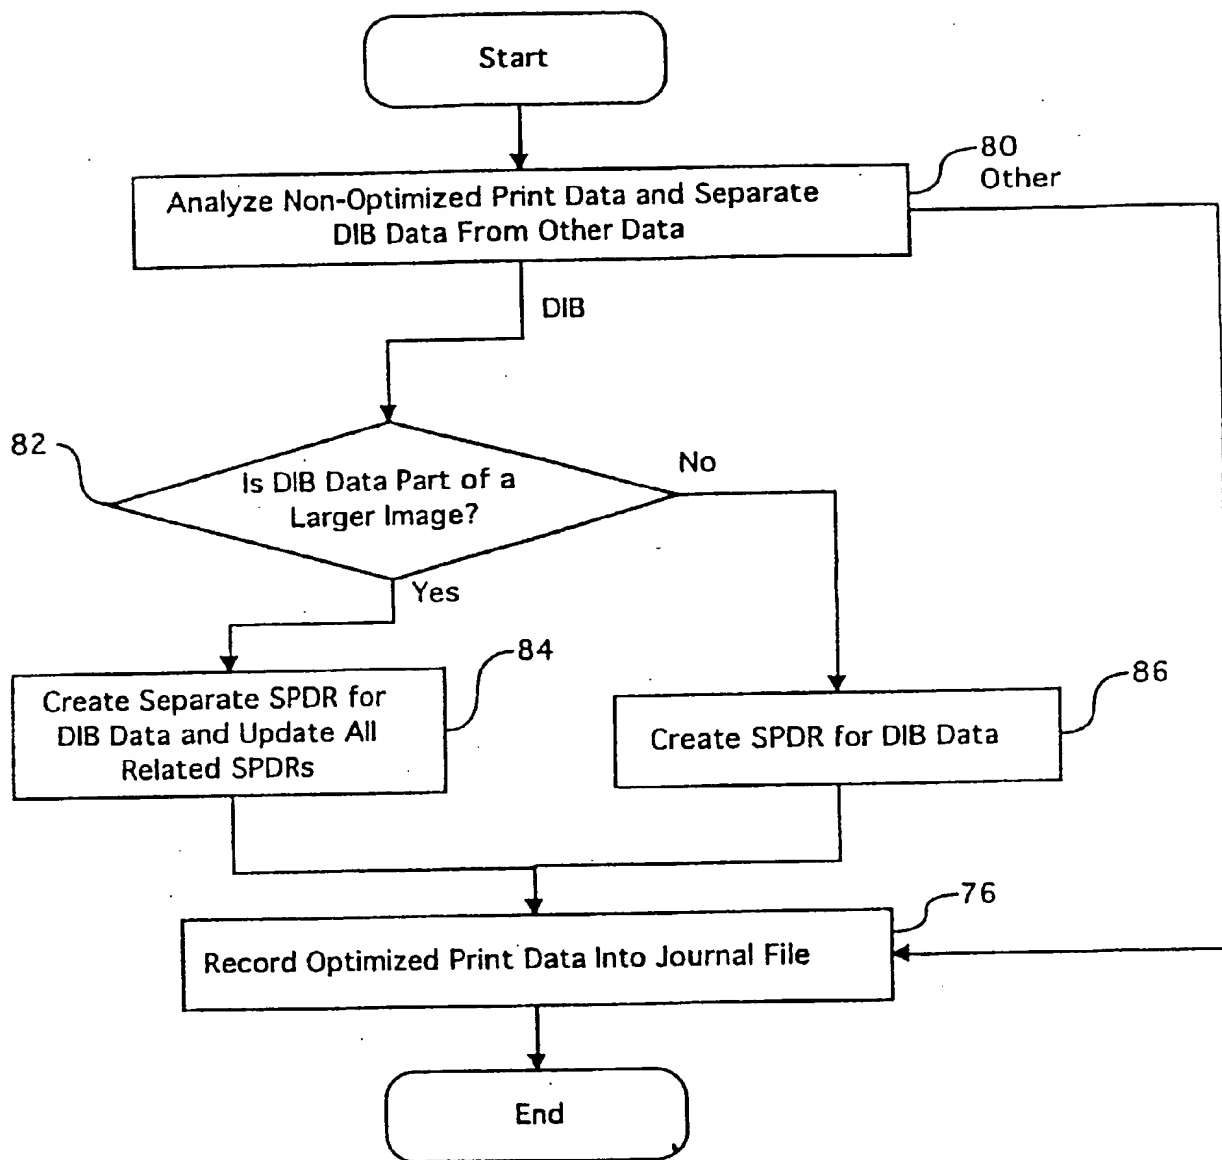 Start
80
Other
Analyze Non-Optimized Print Data and Separate
DIB Data From Other Data
DIB
82
Is DIB Data Part of a
Larger Image?
No
Yes
84
Create Separate SPDR for
DIB Data and Update All
Related SPDRs
86
Create SPDR for DIB Data
76
Record Optimized Print Data Into Journal File
End